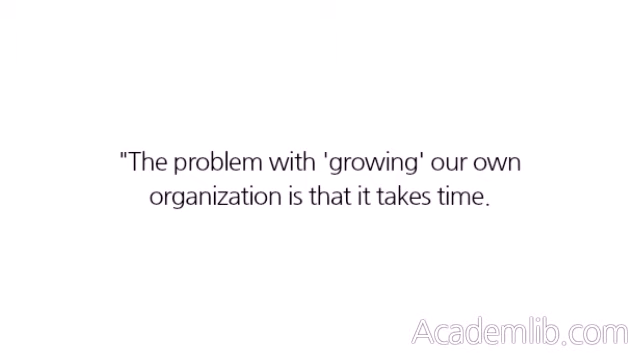 "The problem with 'growing' our own
organization is that it takes time.
Academlib.com